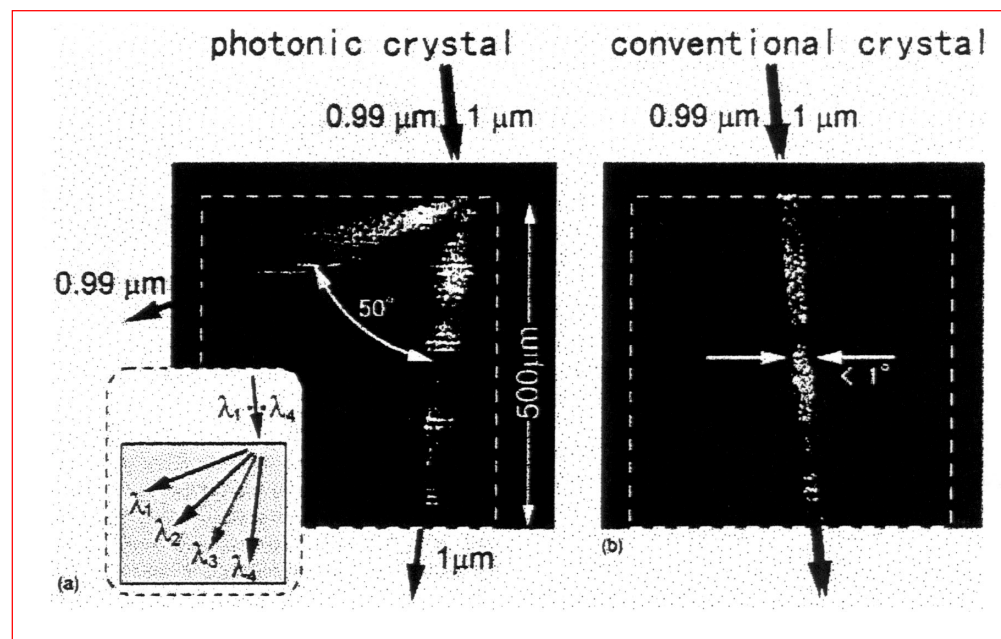 photonic crystal
conventional crystal
0.99 μm 1 μm
0.99 μm 1 μm
0.99 μm
50°
500μm
< 1°
λ1 ·· λ4
λ1
λ2
λ3
λ4
1μm
(a)
(b)